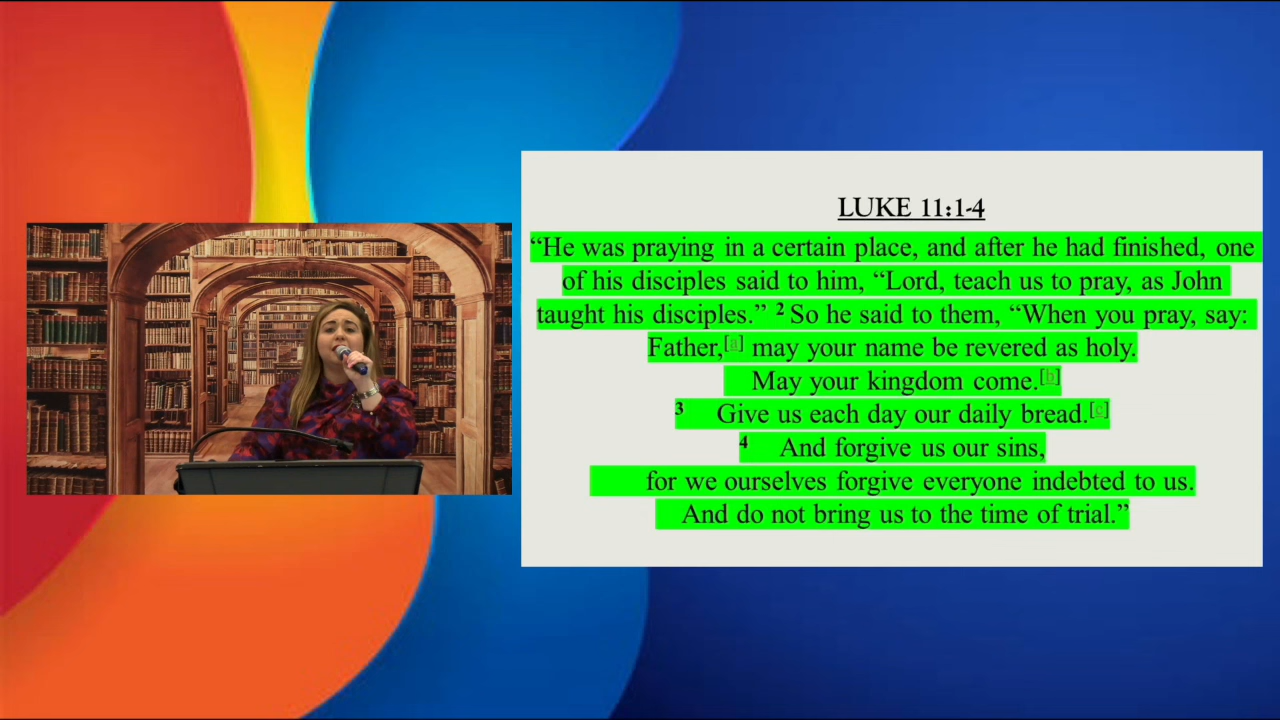 LUKE 11:1-4
“He was praying in a certain place, and after he had finished, one
of his disciples said to him, “Lord, teach us to pray, as John
taught his disciples.” ² So he said to them, “When you pray, say:
Father,[a] may your name be revered as holy.
May your kingdom come.[b]
³ Give us each day our daily bread.[c]
⁴ And forgive us our sins,
for we ourselves forgive everyone indebted to us.
And do not bring us to the time of trial.”